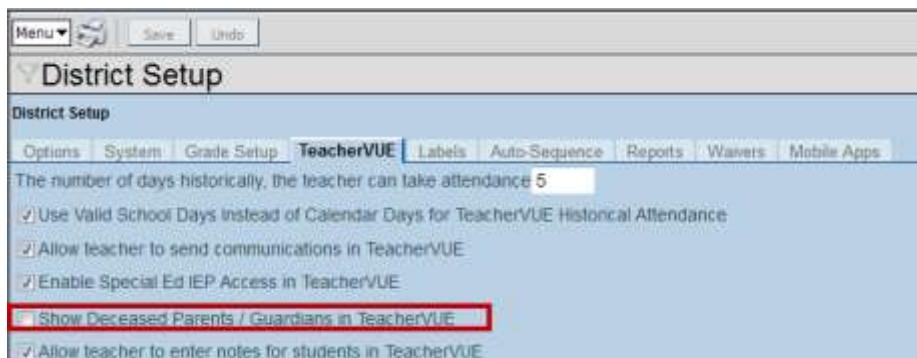 Menu Save Undo
District Setup
District Setup
Options System Grade Setup TeacherVUE Labels Auto-Sequence Reports Waivers Mobile Apps
The number of days historically, the teacher can take attendance 5
Use Valid School Days instead of Calendar Days for TeacherVUE Historical Attendance
Allow teacher to send communications in TeacherVUE
Enable Special Ed IEP Access in TeacherVUE
Show Deceased Parents / Guardians in TeacherVUE
Allow teacher to enter notes for students in TeacherVUE